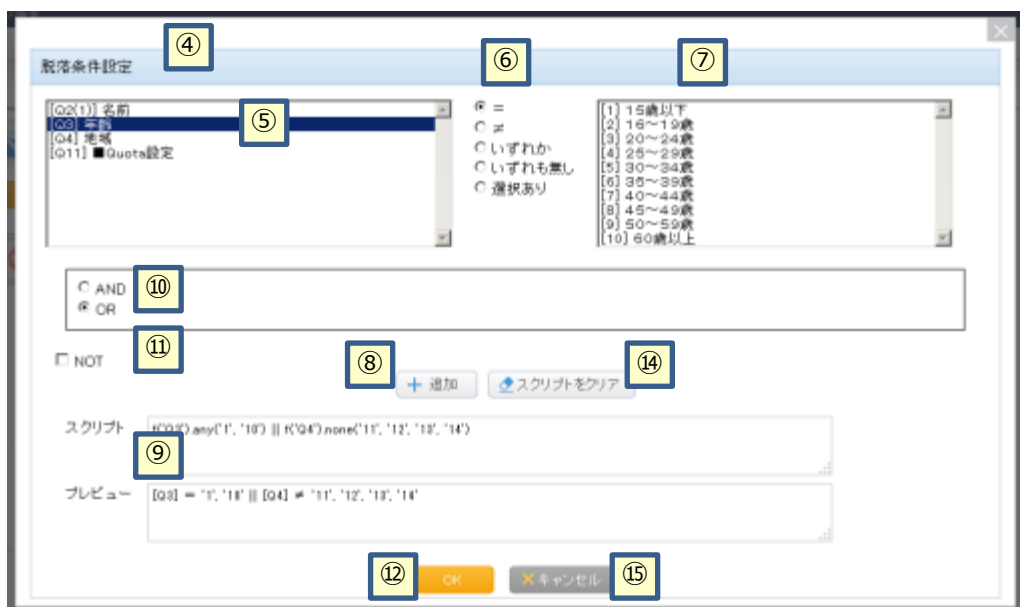 ④
脱落条件設定
⑥
⑦
[Q2(1)] 名前
[Q3] 年齢
[Q4] 地域
[Q11] ■Quota設定
⑤
=
≠
いずれか
いずれも無し
選択あり
[1] 15歳以下
[2] 16～19歳
[3] 20～24歳
[4] 25～29歳
[5] 30～34歳
[6] 35～39歳
[7] 40～44歳
[8] 45～49歳
[9] 50～59歳
[10] 60歳以上
AND
OR
⑩
⑪
NOT
⑧
+ 追加
スクリプトをクリア
⑭
スクリプト
f('Q3').any('1', '10') || f('Q4').none('11', '12', '13', '14')
⑨
プレビュー
[Q3] = '1', '10' || [Q4] ≠ '11', '12', '13', '14'
⑫
OK
×キャンセル
⑮